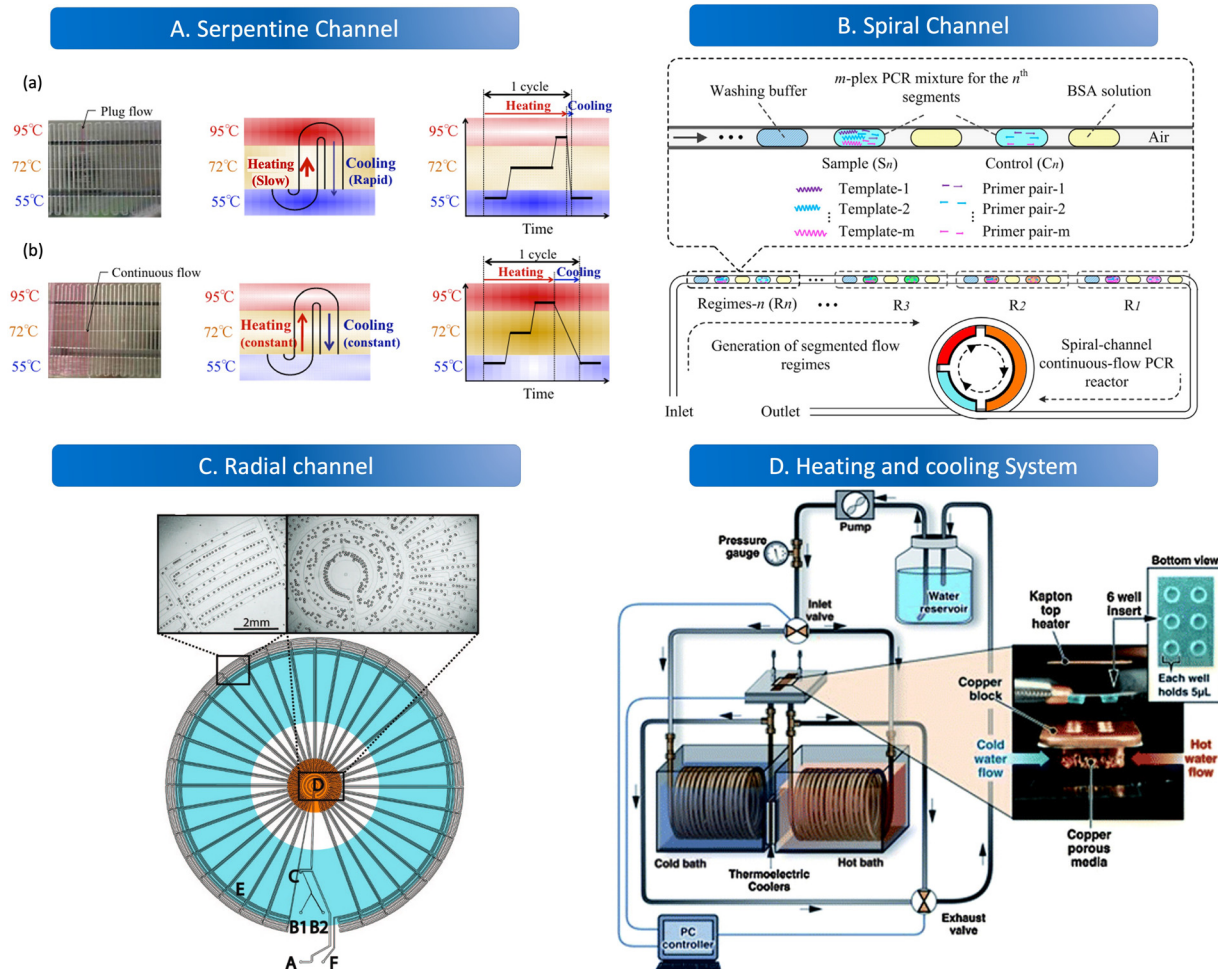 A. Serpentine Channel
(a)
Plug flow
95℃
72℃
55℃
Heating
(Slow)
Cooling
(Rapid)
1 cycle
Heating
Cooling
95℃
72℃
55℃
Time
(b)
Continuous flow
95℃
72℃
55℃
Heating
(constant)
Cooling
(constant)
1 cycle
Heating
Cooling
95℃
72℃
55℃
Time
B. Spiral Channel
m-plex PCR mixture for the nth
segments
Washing buffer
BSA solution
Air
Sample (Sn)
Control (Cn)
Template-1
Primer pair-1
Template-2
Primer pair-2
Template-m
Primer pair-m
Regimes-n (Rn)
R3
R2
R1
Generation of segmented flow
regimes
Spiral-channel
continuous-flow PCR
reactor
Inlet
Outlet
C. Radial channel
2mm
D
E
C
B1
B2
A
F
D. Heating and cooling System
Pump
Pressure
gauge
Water
reservoir
Inlet
valve
Bottom view
6 well
Insert
Kapton
top
heater
Each well
holds 5μL
Copper
block
Cold
water
flow
Hot
water
flow
Copper
porous
media
Cold bath
Hot bath
Thermoelectric
Coolers
Exhaust
valve
PC
controller